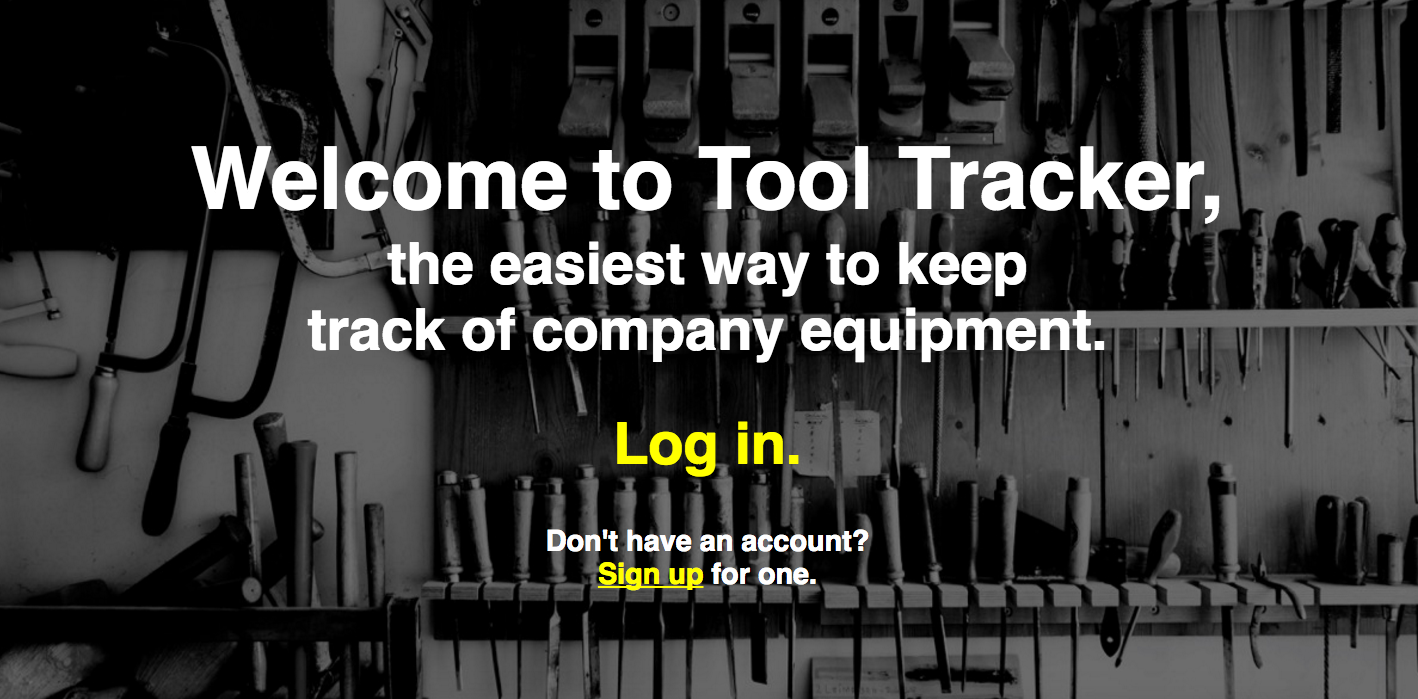 Welcome to Tool Tracker,
the easiest way to keep
track of company equipment.
Log in.
Don't have an account?
Sign up for one.